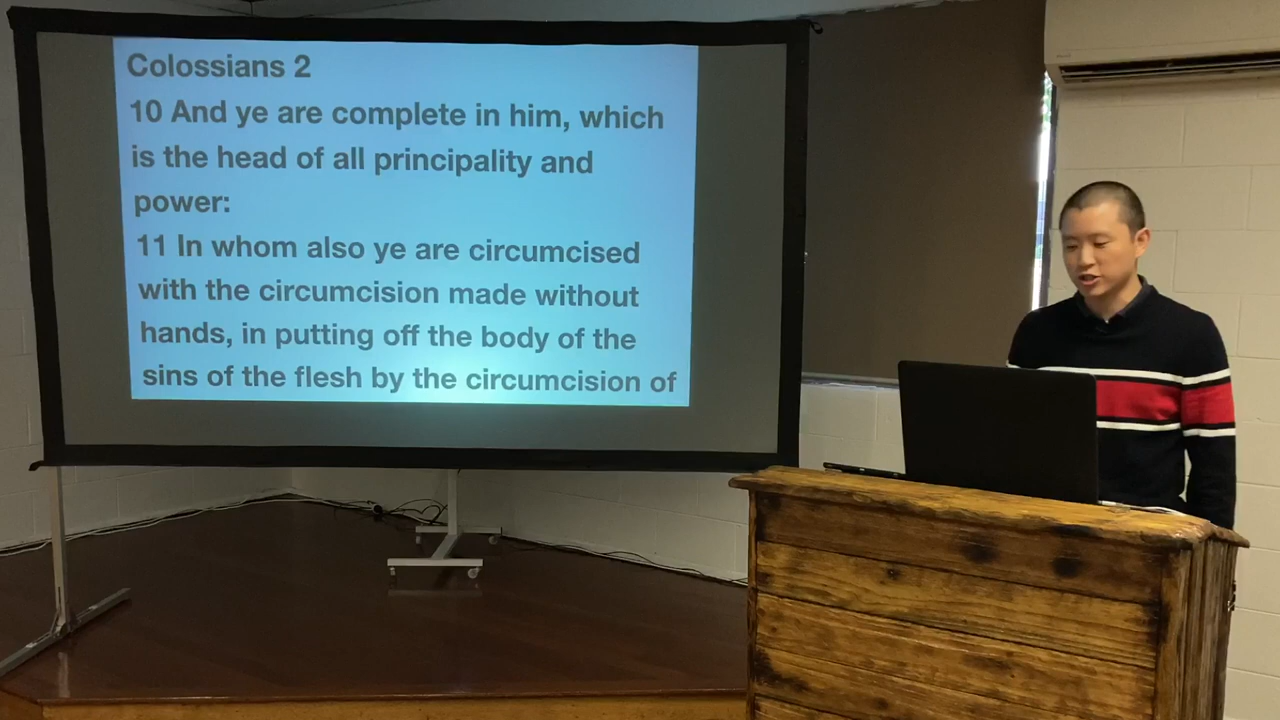 Colossians 2
10 And ye are complete in him, which
is the head of all principality and
power:
11 In whom also ye are circumcised
with the circumcision made without
hands, in putting off the body of the
sins of the flesh by the circumcision of